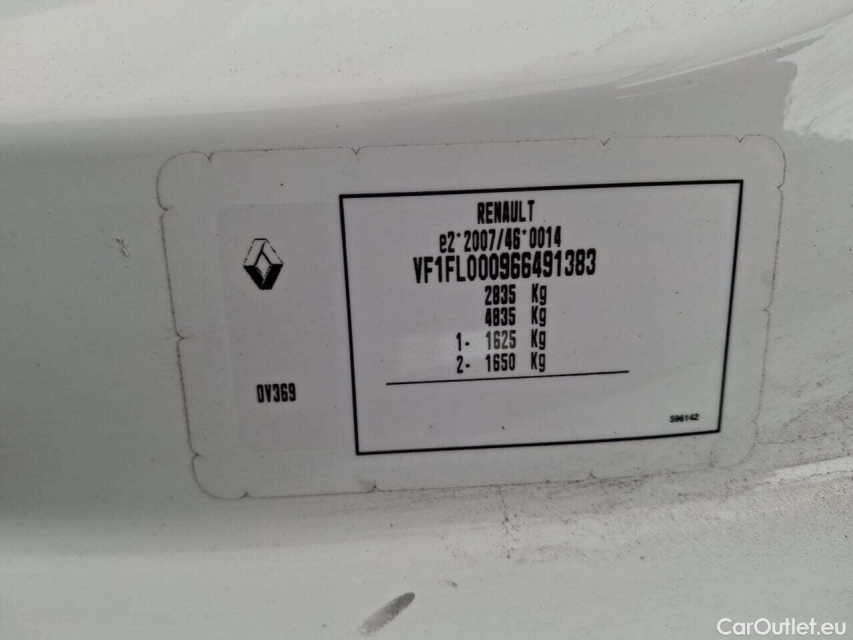 RENAULT
e2*2007/46*0014
VF1FL000966491383
2835 Kg
4835 Kg
1- 1625 Kg
2- 1650 Kg
0V369
596142
CarOutlet.eu